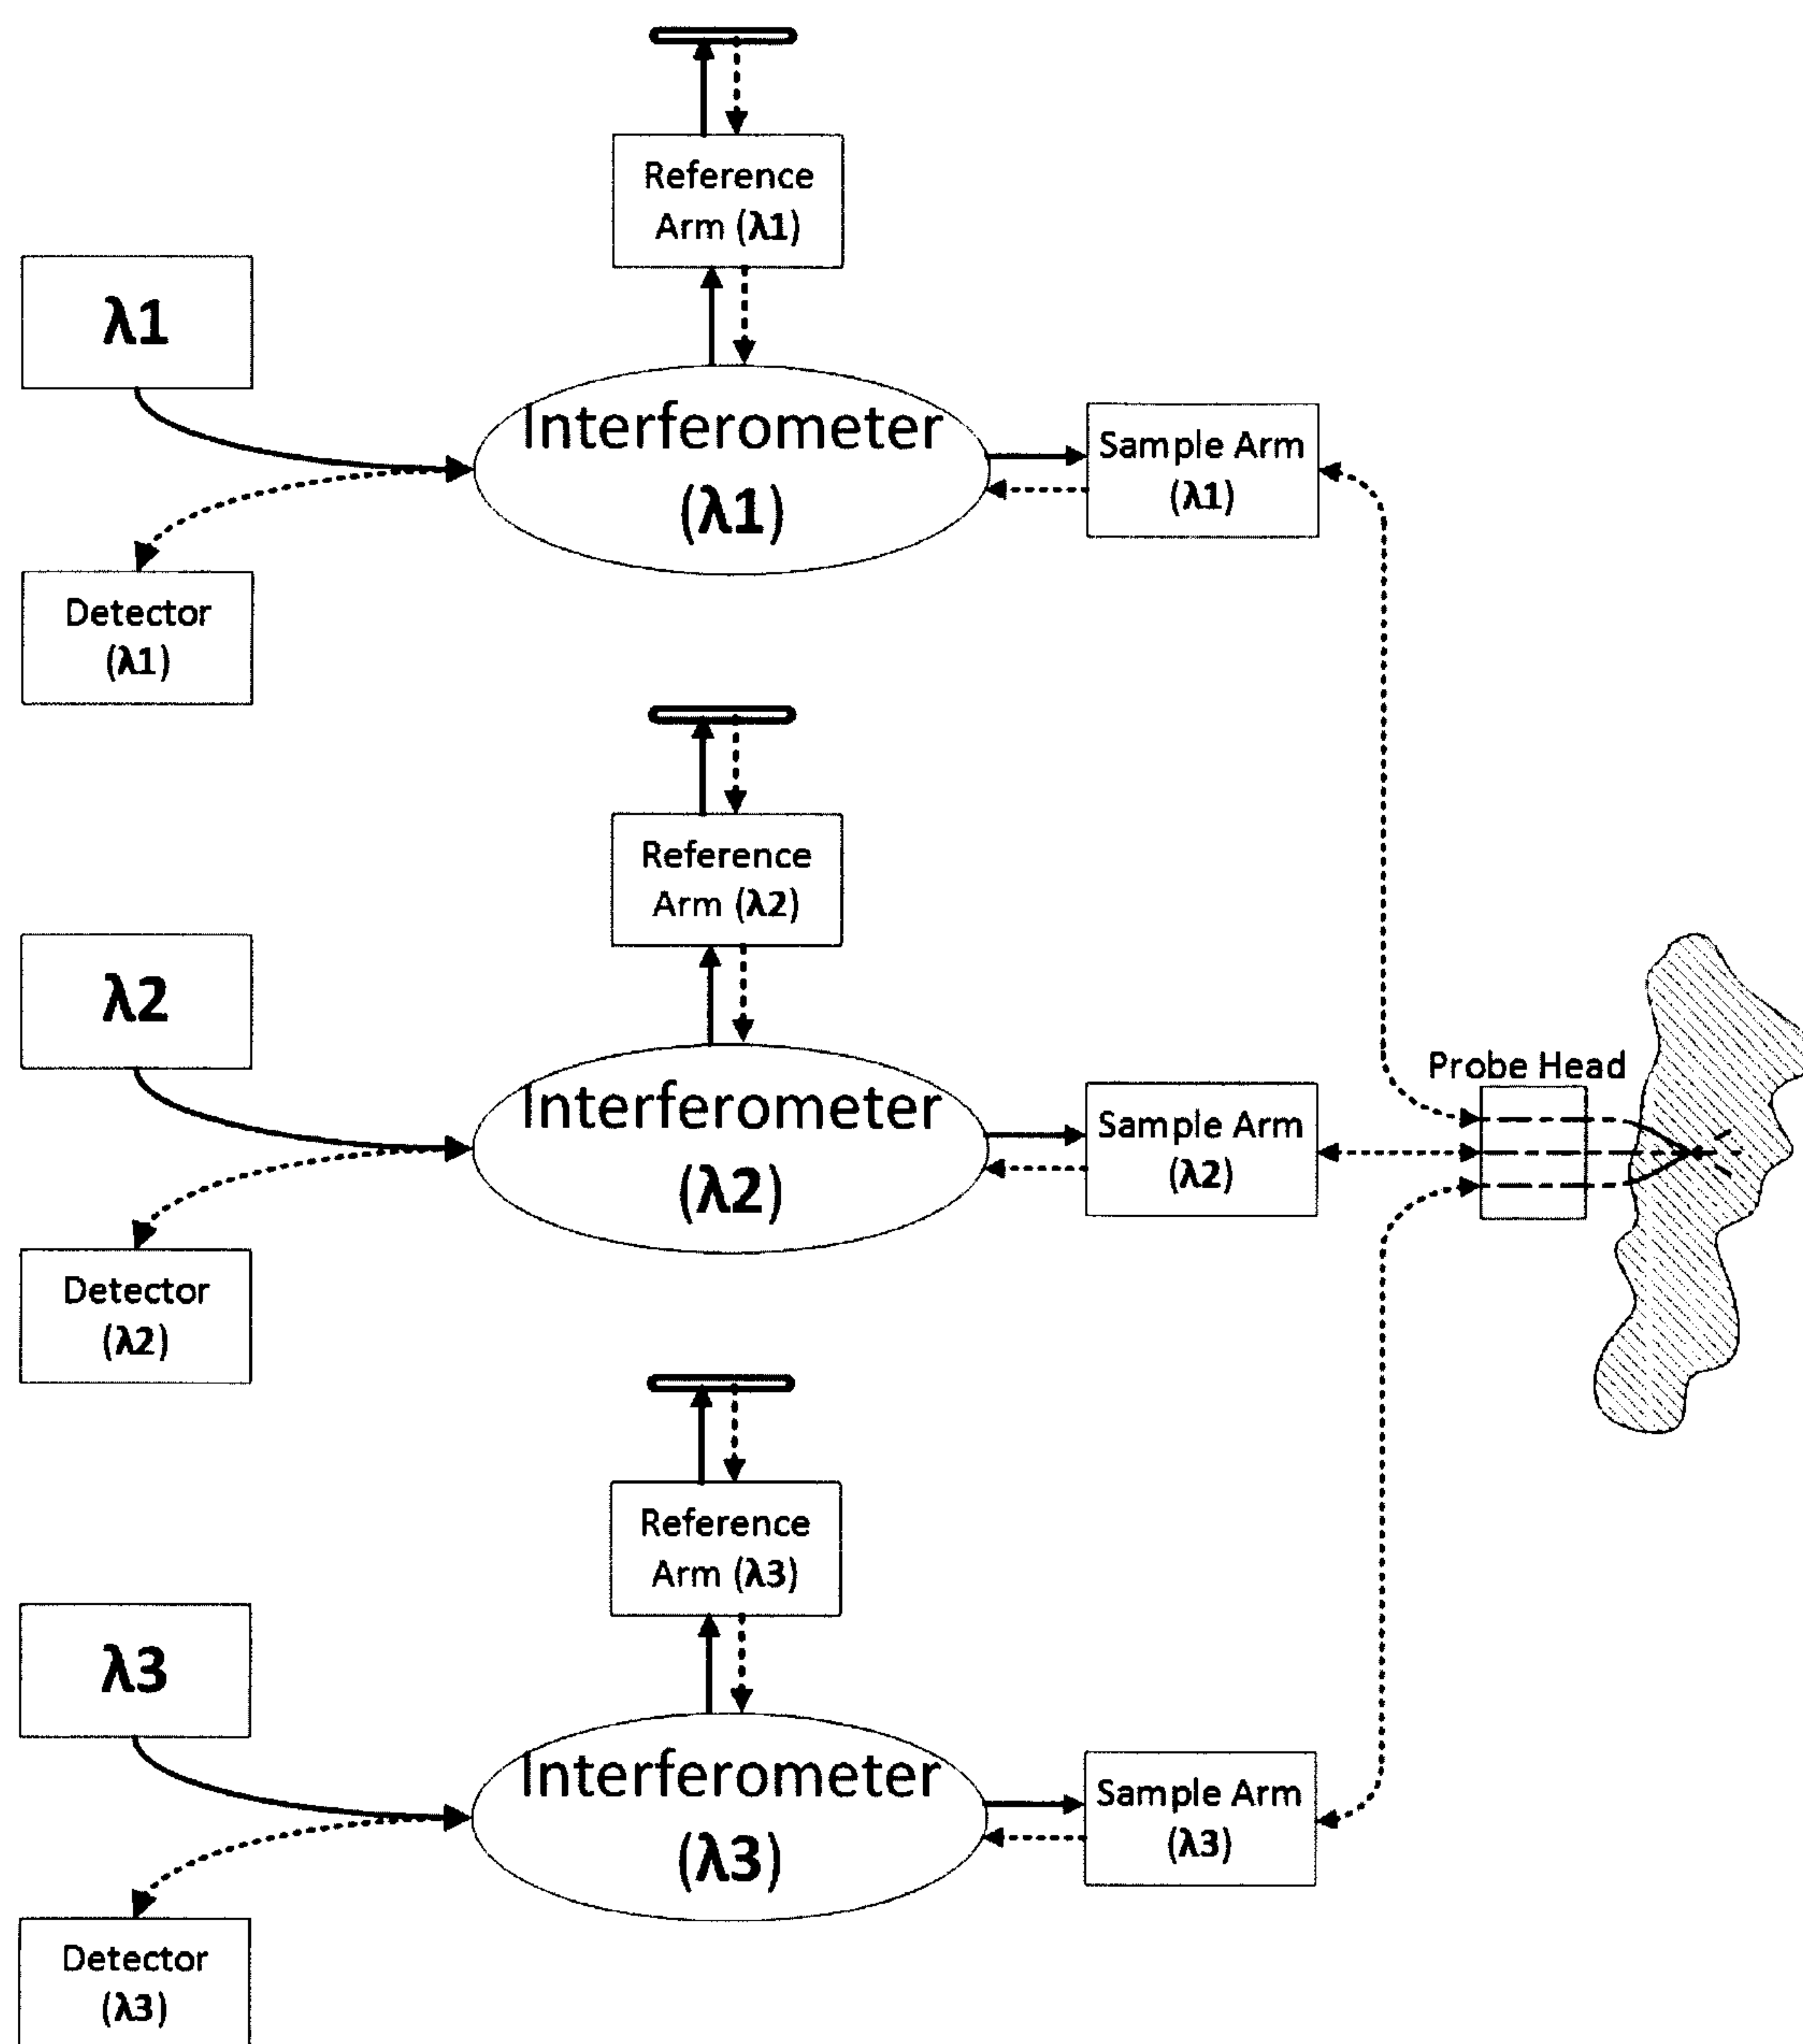 Reference
Arm (λ1)
λ1
Interferometer
(λ1)
Sample Arm
(λ1)
Detector
(λ1)
Reference
Arm (λ2)
λ2
Interferometer
(λ2)
Sample Arm
(λ2)
Probe Head
Detector
(λ2)
Reference
Arm (λ3)
λ3
Interferometer
(λ3)
Sample Arm
(λ3)
Detector
(λ3)